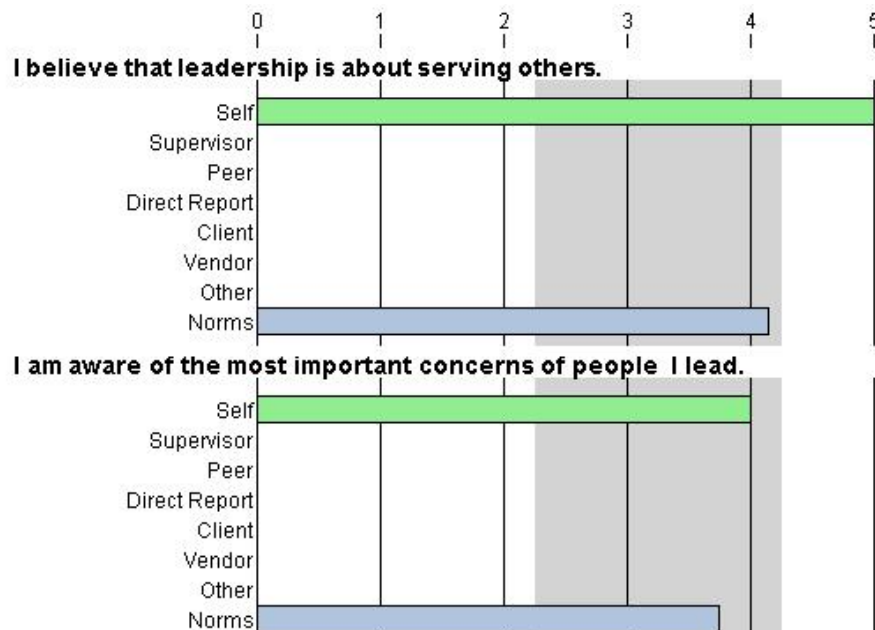 0 1 2 3 4 5
I believe that leadership is about serving others.
Self
Supervisor
Peer
Direct Report
Client
Vendor
Other
Norms
I am aware of the most important concerns of people I lead.
Self
Supervisor
Peer
Direct Report
Client
Vendor
Other
Norms